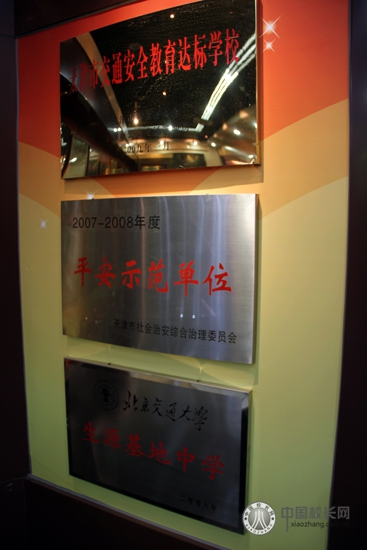 市交通安全教育达标学校
2007-2008年度
平安示范单位
天津市社会治安综合治理委员会
北京交通大学
生源基地中学
中国校长网
xiaozhang.